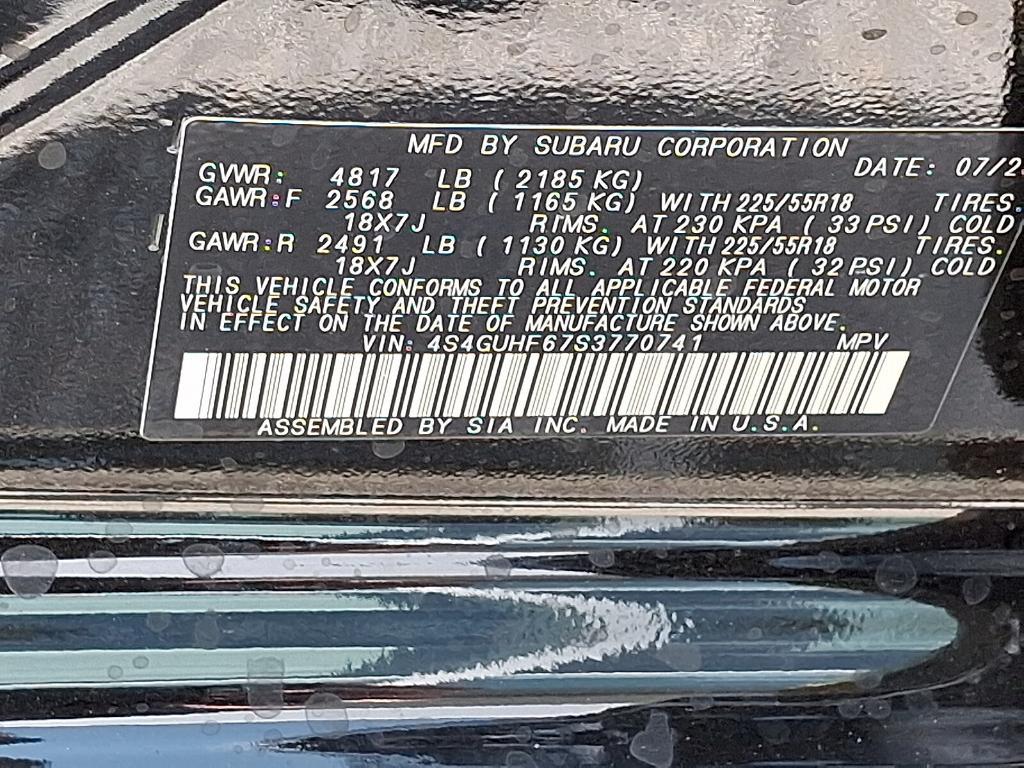 MFD BY SUBARU CORPORATION
DATE: 07/2
GVWR: 4817 LB ( 2185 KG)
GAWR:F 2568 LB ( 1165 KG) WITH 225/55R18 TIRES.
18X7J RIMS. AT 230 KPA ( 33 PSI) COLD
GAWR:R 2491 LB ( 1130 KG) WITH 225/55R18 TIRES.
18X7J RIMS. AT 220 KPA ( 32 PSI) COLD
THIS VEHICLE CONFORMS TO ALL APPLICABLE FEDERAL MOTOR
VEHICLE SAFETY AND THEFT PREVENTION STANDARDS
IN EFFECT ON THE DATE OF MANUFACTURE SHOWN ABOVE.
VIN: 4S4GUHF67S3770741 MPV
ASSEMBLED BY SIA INC. MADE IN U.S.A.